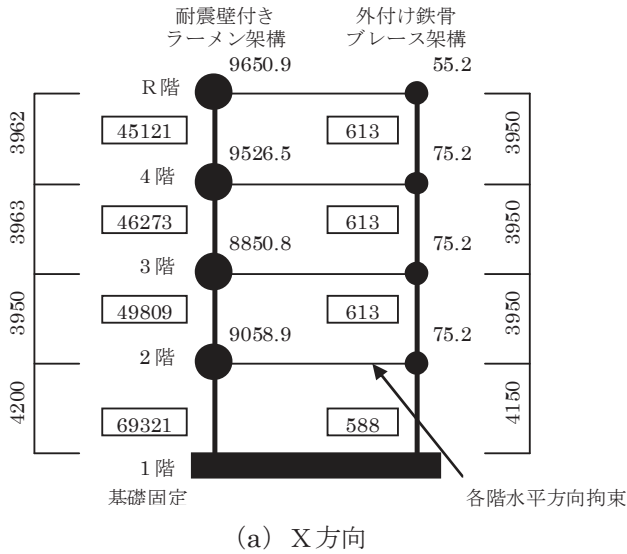 耐震壁付き
ラーメン架構
外付け鉄骨
ブレース架構
9650.9
55.2
R階
3962
45121
613
3950
9526.5
75.2
4階
3963
46273
613
3950
8850.8
75.2
3階
3950
49809
613
3950
9058.9
75.2
2階
4200
69321
588
4150
1階
基礎固定
各階水平方向拘束
(a) X方向